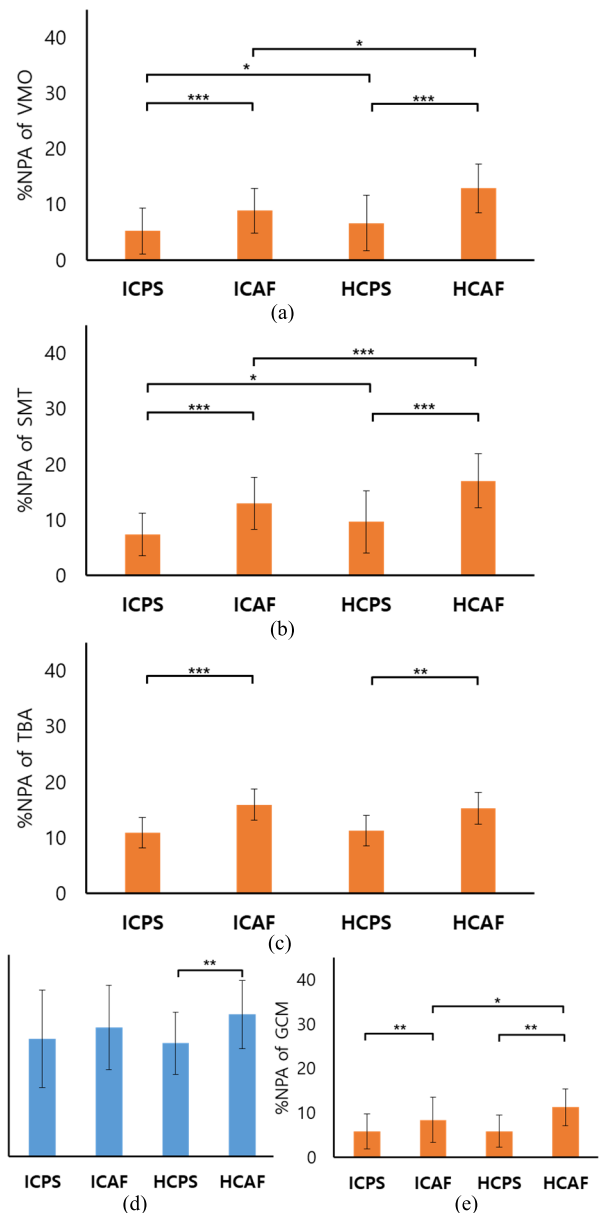 40
*
*
30
***
***
20
10
0
%NPA of VMO
ICPS ICAF HCPS HCAF
(a)
40
***
*
30
***
***
20
10
0
%NPA of SMT
ICPS ICAF HCPS HCAF
(b)
40
***
**
30
20
10
0
%NPA of TBA
ICPS ICAF HCPS HCAF
(c)
**
ICPS ICAF HCPS HCAF
(d)
40
*
30
**
**
20
10
0
%NPA of GCM
ICPS ICAF HCPS HCAF
(e)